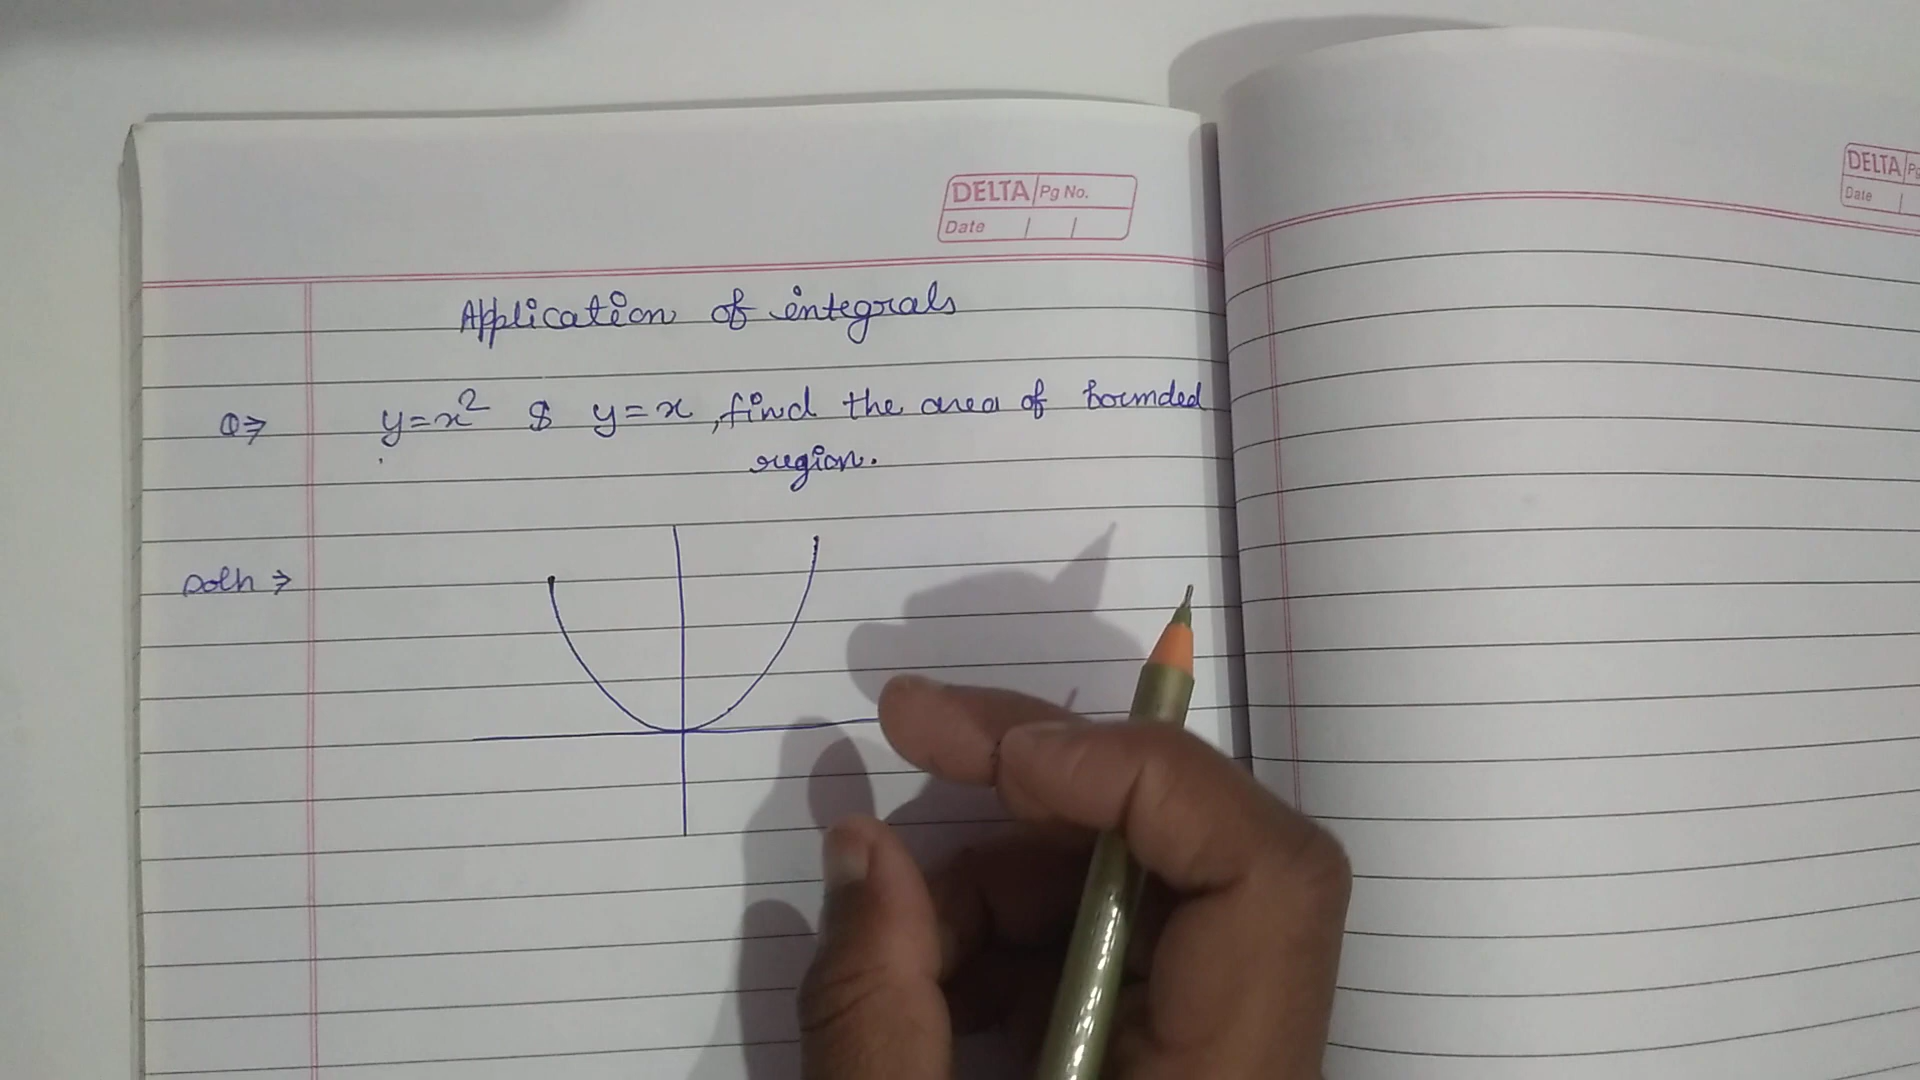 DELTA Pg No.
Date
DELTA
Date
Application of integrals
Q⇒ y=x² & y=x, find the area of bounded
region.
Soln ⇒